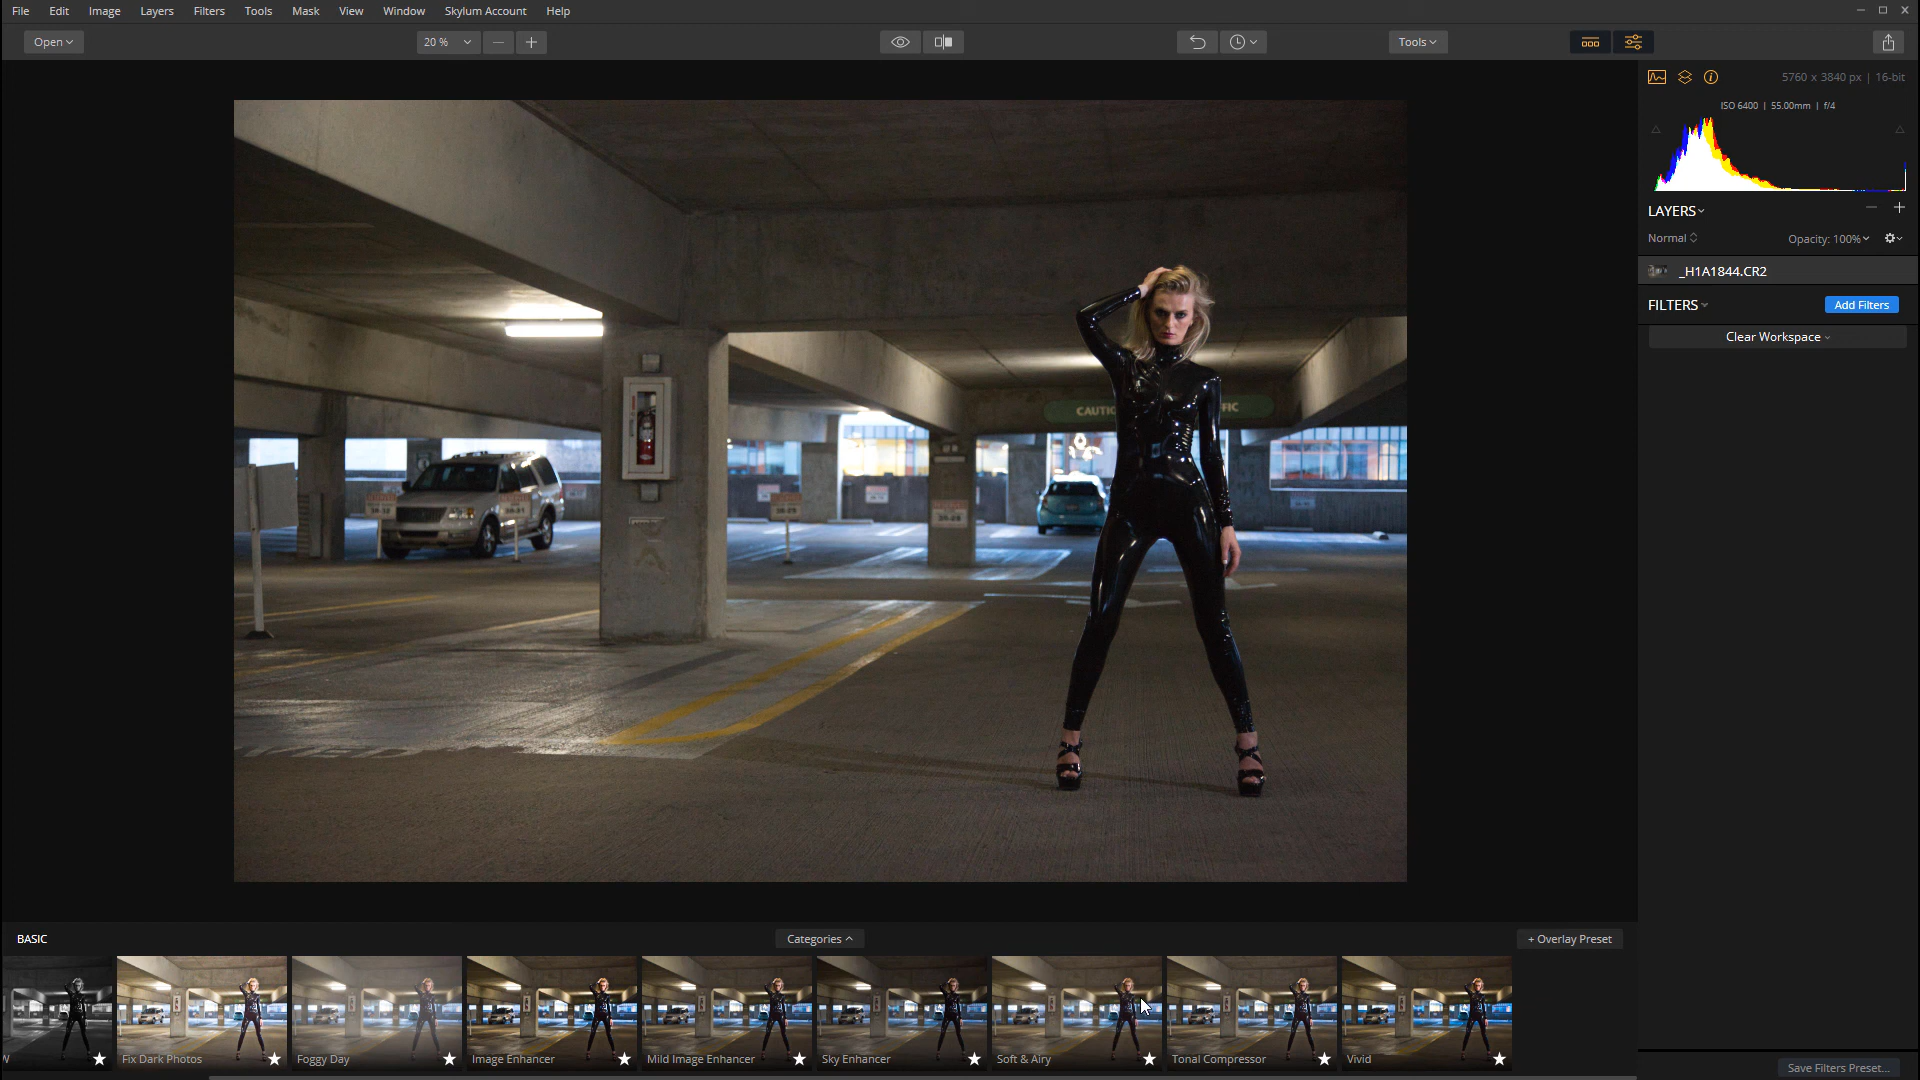 File Edit Image Layers Filters Tools Mask View Window Skylum Account Help
Open 20 % Tools
5760 x 3840 px | 16-bit
ISO 6400 | 55.00mm | f/4
LAYERS
Normal Opacity: 100%
_H1A1844.CR2
FILTERS Add Filters
Clear Workspace
CAUTIO FIC
BASIC Categories + Overlay Preset
W Fix Dark Photos Foggy Day Image Enhancer Mild Image Enhancer Sky Enhancer Soft & Airy Tonal Compressor Vivid
Save Filters Preset...